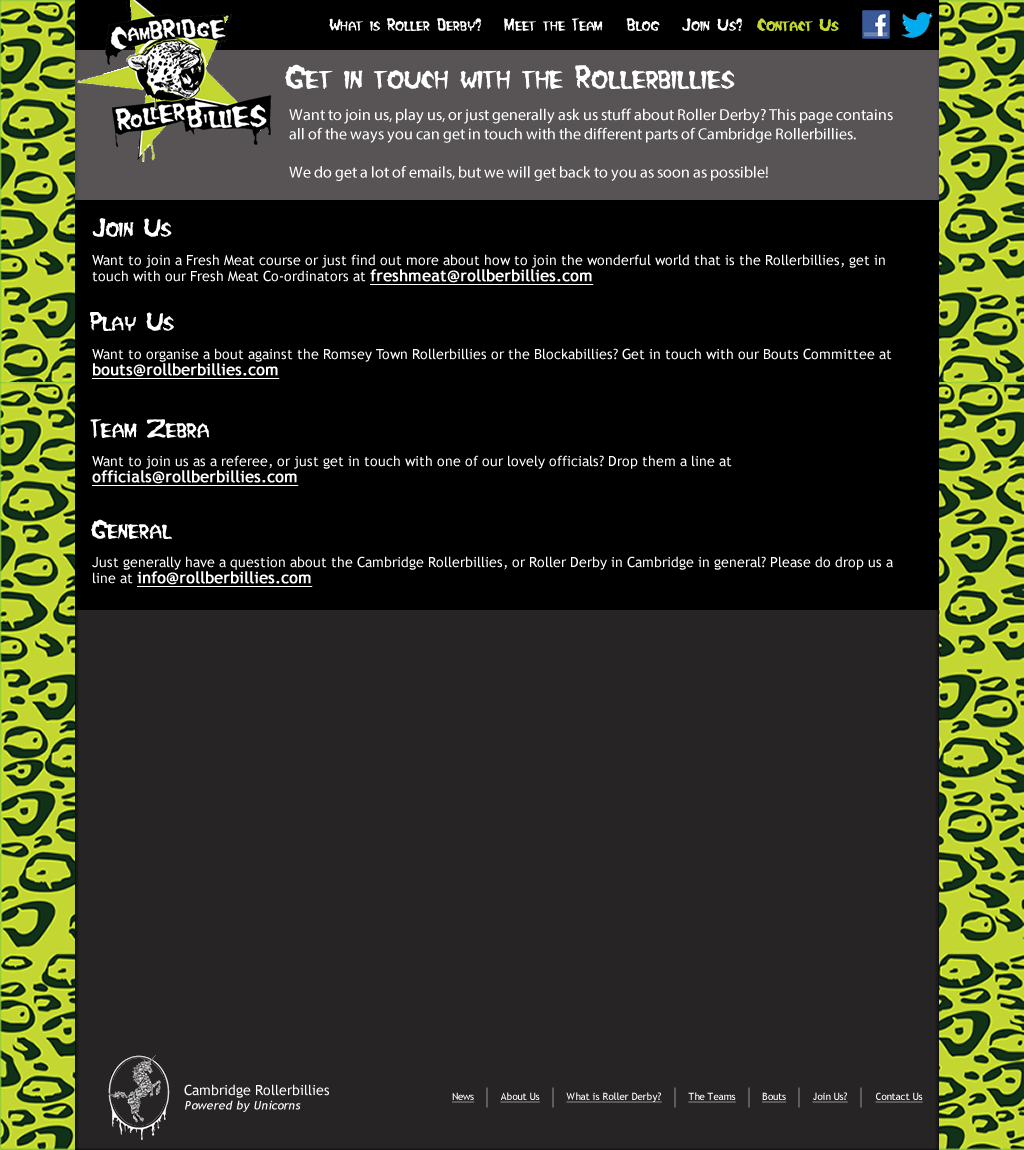 CAMBRIDGE
ROLLERBILLIES
What is Roller Derby? Meet the Team Blog Join Us? Contact Us
Get in touch with the Rollerbillies
Want to join us, play us, or just generally ask us stuff about Roller Derby? This page contains
all of the ways you can get in touch with the different parts of Cambridge Rollerbillies.
We do get a lot of emails, but we will get back to you as soon as possible!
Join Us
Want to join a Fresh Meat course or just find out more about how to join the wonderful world that is the Rollerbillies, get in
touch with our Fresh Meat Co-ordinators at freshmeat@rollberbillies.com
Play Us
Want to organise a bout against the Romsey Town Rollerbillies or the Blockabillies? Get in touch with our Bouts Committee at
bouts@rollberbillies.com
Team Zebra
Want to join us as a referee, or just get in touch with one of our lovely officials? Drop them a line at
officials@rollberbillies.com
General
Just generally have a question about the Cambridge Rollerbillies, or Roller Derby in Cambridge in general? Please do drop us a
line at info@rollberbillies.com
Cambridge Rollerbillies
Powered by Unicorns
News About Us What is Roller Derby? The Teams Bouts Join Us? Contact Us